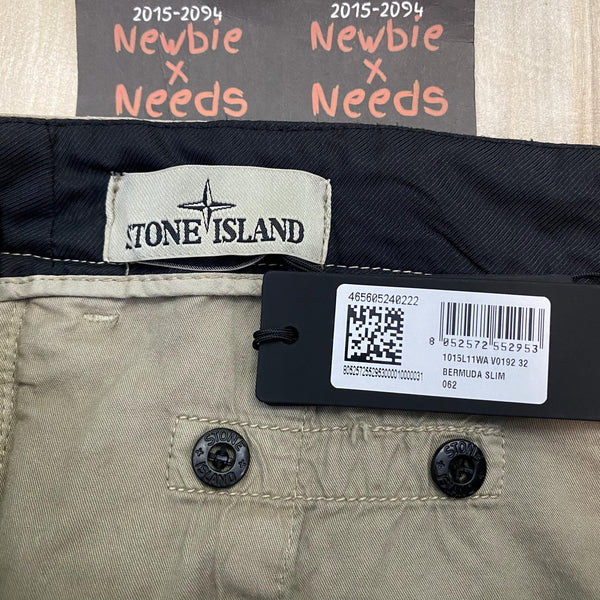 2015-2094
Newbie
x
Needs
2015-2094
Newbie
x
Needs
STONE ISLAND
465605240222
8052572552953000010000031
8 052572 552953
1015L11WA V0192 32
BERMUDA SLIM
062
STONE
ISLAND
STONE